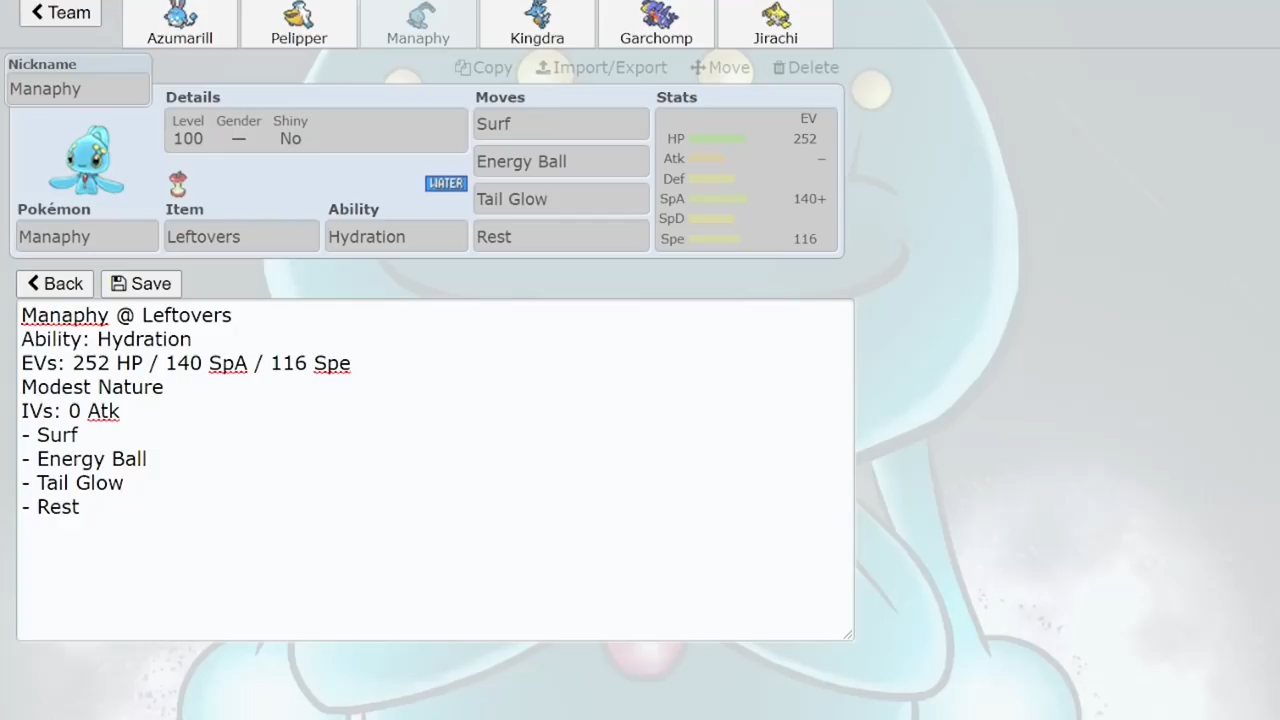 Team
Azumarill
Pelipper
Manaphy
Kingdra
Garchomp
Jirachi
Nickname
Manaphy
Copy
Import/Export
Move
Delete
Details
Moves
Stats
Level Gender Shiny
100 — No
Surf
Energy Ball
Tail Glow
Rest
EV
HP 252
Atk –
Def
SpA 140+
SpD
Spe 116
WATER
Pokémon
Item
Ability
Manaphy
Leftovers
Hydration
Back
Save
Manaphy @ Leftovers
Ability: Hydration
EVs: 252 HP / 140 SpA / 116 Spe
Modest Nature
IVs: 0 Atk
- Surf
- Energy Ball
- Tail Glow
- Rest